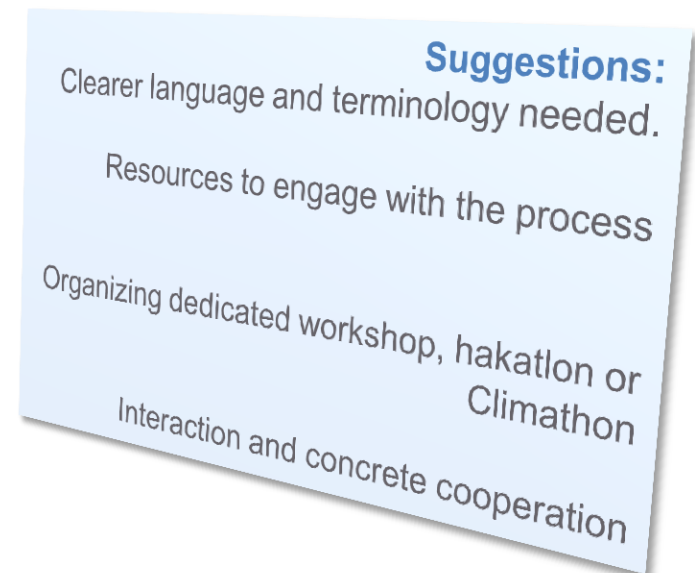 Suggestions:
Clearer language and terminology needed.
Resources to engage with the process
Organizing dedicated workshop, hakatlon or
Climathon
Interaction and concrete cooperation